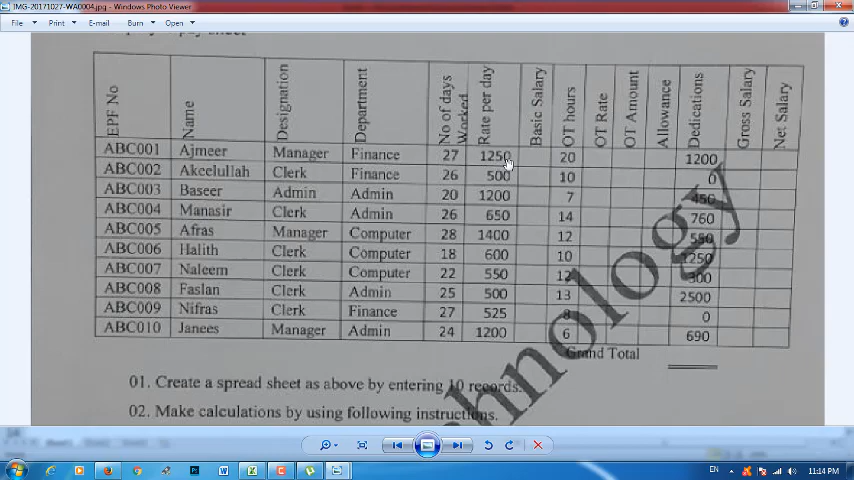 IMG-20171027-WA0004.jpg - Windows Photo Viewer
File Print E-mail Burn Open
EPF No Name Designation Department No of days Worked Rate per day Basic Salary OT hours OT Rate OT Amount Allowance Dedications Gross Salary Net Salary
ABC001 Ajmeer Manager Finance 27 1250 20 1200
ABC002 Akeelullah Clerk Finance 26 500 10 0
ABC003 Baseer Admin Admin 20 1200 7 450
ABC004 Manasir Clerk Admin 26 650 14 760
ABC005 Afras Manager Computer 28 1400 12 550
ABC006 Halith Clerk Computer 18 600 10 1250
ABC007 Naleem Clerk Computer 22 550 12 300
ABC008 Faslan Clerk Admin 25 500 13 2500
ABC009 Nifras Clerk Finance 27 525 8 0
ABC010 Janees Manager Admin 24 1200 6 690
Grand Total
01. Create a spread sheet as above by entering 10 records.
02. Make calculations by using following instructions.
hnology
EN 11:14 PM